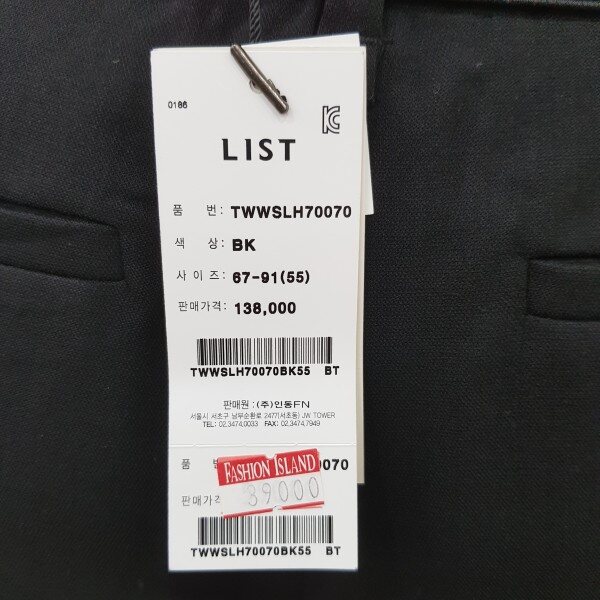 0186
KC
LIST
품 번: TWWSLH70070
색 상: BK
사 이 즈: 67-91(55)
판매가격: 138,000
TWWSLH70070BK55 BT
판매원 : (주)인동FN
서울시 서초구 남부순환로 2477(서초동) JW TOWER
TEL: 02.3474.0033 FAX: 02.3474.7949
품 0070
FASHION ISLAND
판매가격 39000
TWWSLH70070BK55 BT